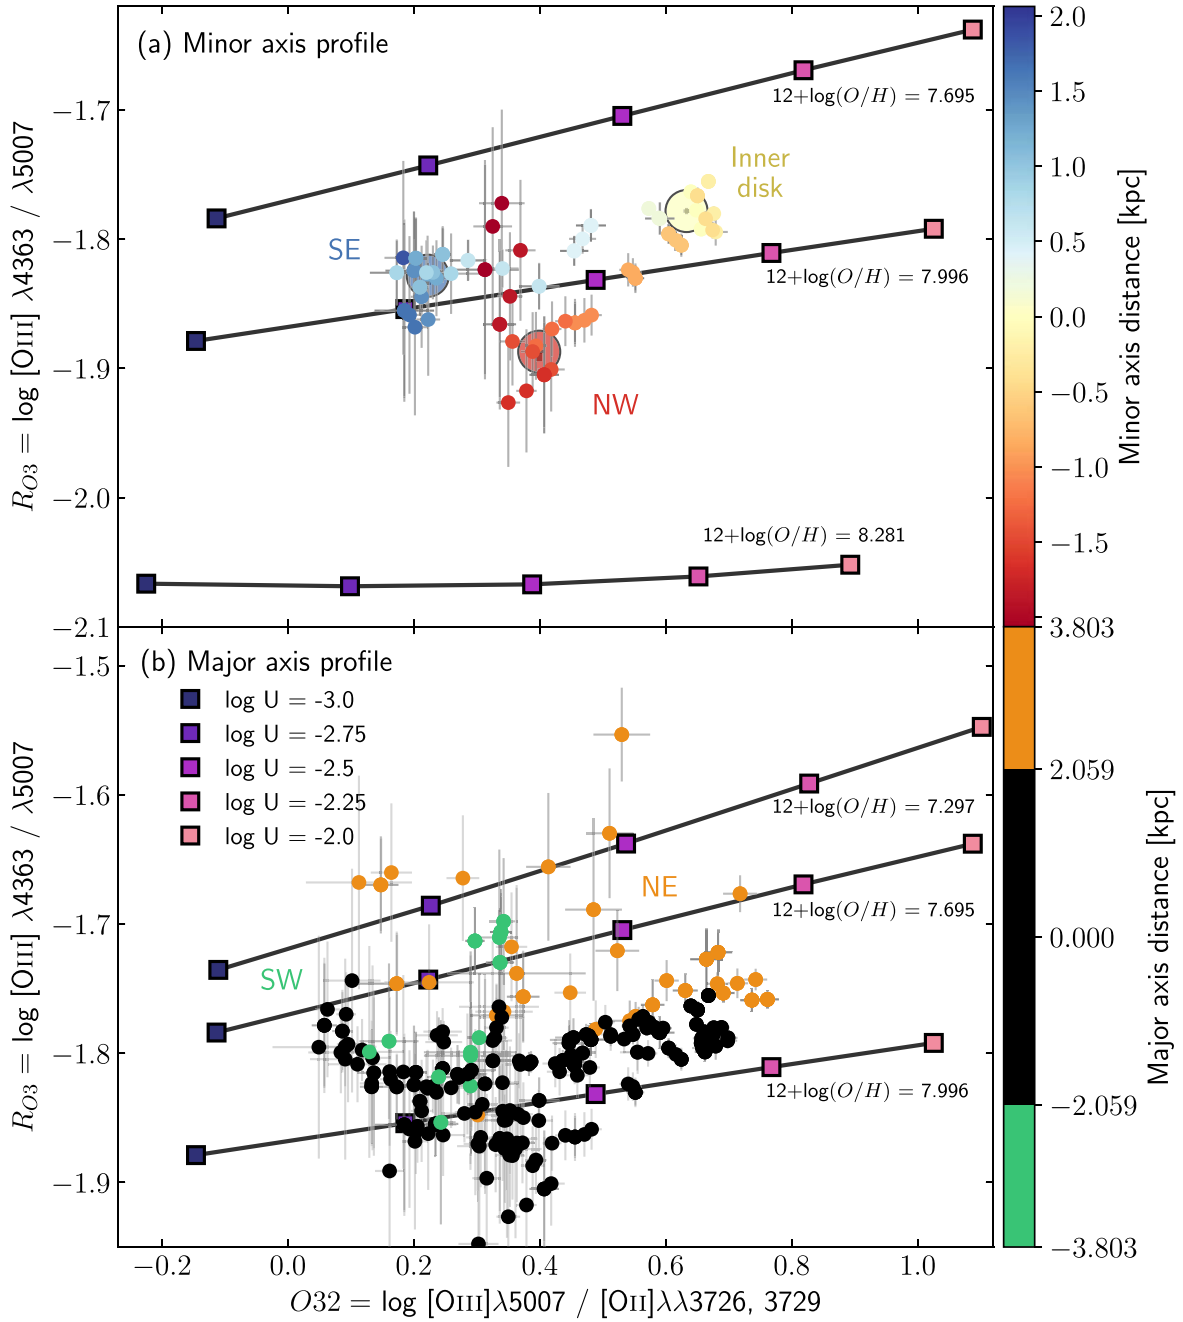 (a) Minor axis profile
R_O3 = log [OIII] λ4363 / λ5007
−1.7
−1.8
−1.9
−2.0
−2.1
12+log(O/H) = 7.695
Inner
disk
SE
12+log(O/H) = 7.996
NW
12+log(O/H) = 8.281
2.0
1.5
1.0
0.5
0.0
−0.5
−1.0
−1.5
Minor axis distance [kpc]
(b) Major axis profile
log U = -3.0
log U = -2.75
log U = -2.5
log U = -2.25
log U = -2.0
R_O3 = log [OIII] λ4363 / λ5007
−1.5
−1.6
−1.7
−1.8
−1.9
12+log(O/H) = 7.297
NE
12+log(O/H) = 7.695
SW
12+log(O/H) = 7.996
3.803
2.059
0.000
−2.059
−3.803
Major axis distance [kpc]
−0.2 0.0 0.2 0.4 0.6 0.8 1.0
O32 = log [OIII]λ5007 / [OII]λλ3726, 3729